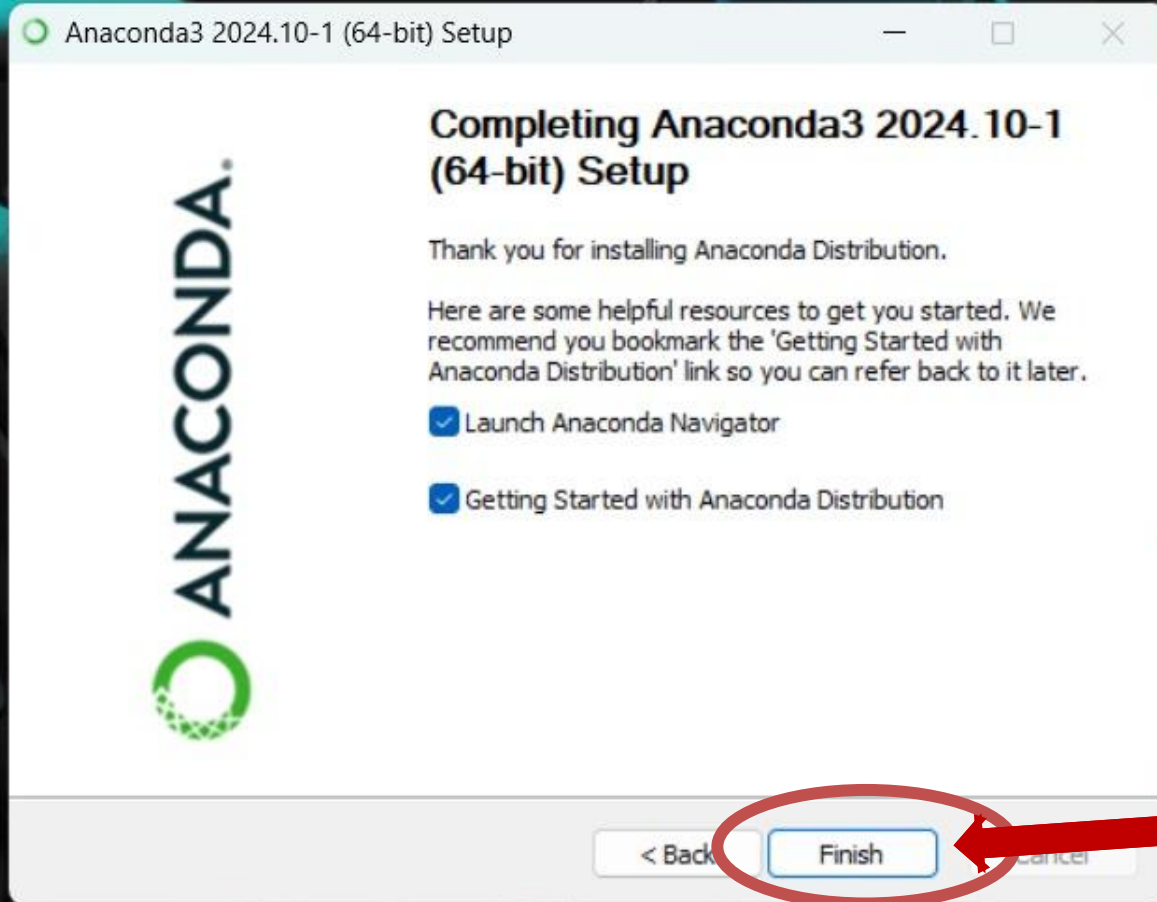 Anaconda3 2024.10-1 (64-bit) Setup
ANACONDA.
Completing Anaconda3 2024.10-1
(64-bit) Setup
Thank you for installing Anaconda Distribution.
Here are some helpful resources to get you started. We
recommend you bookmark the 'Getting Started with
Anaconda Distribution' link so you can refer back to it later.
Launch Anaconda Navigator
Getting Started with Anaconda Distribution
< Back
Finish
Cancel